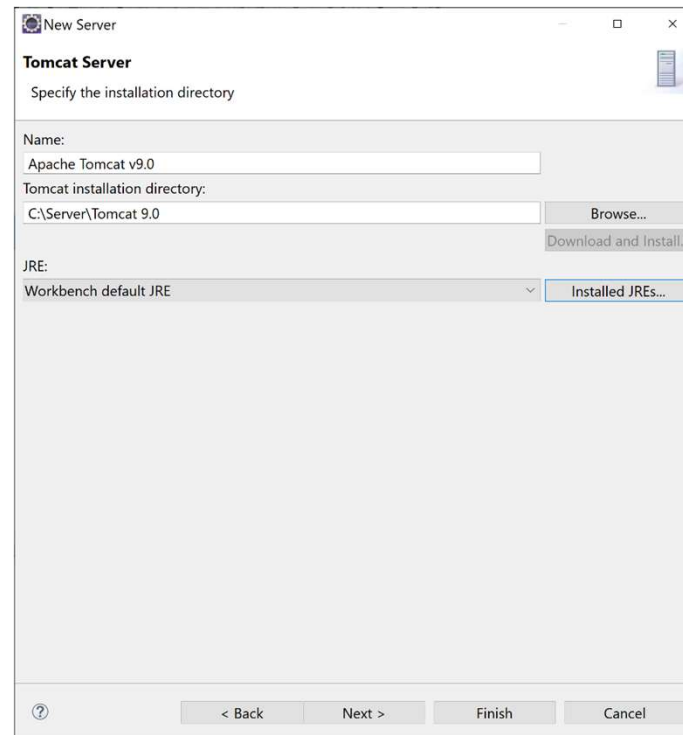 New Server
Tomcat Server
Specify the installation directory
Name:
Apache Tomcat v9.0
Tomcat installation directory:
C:\Server\Tomcat 9.0
Browse...
Download and Install.
JRE:
Workbench default JRE
Installed JREs...
< Back
Next >
Finish
Cancel